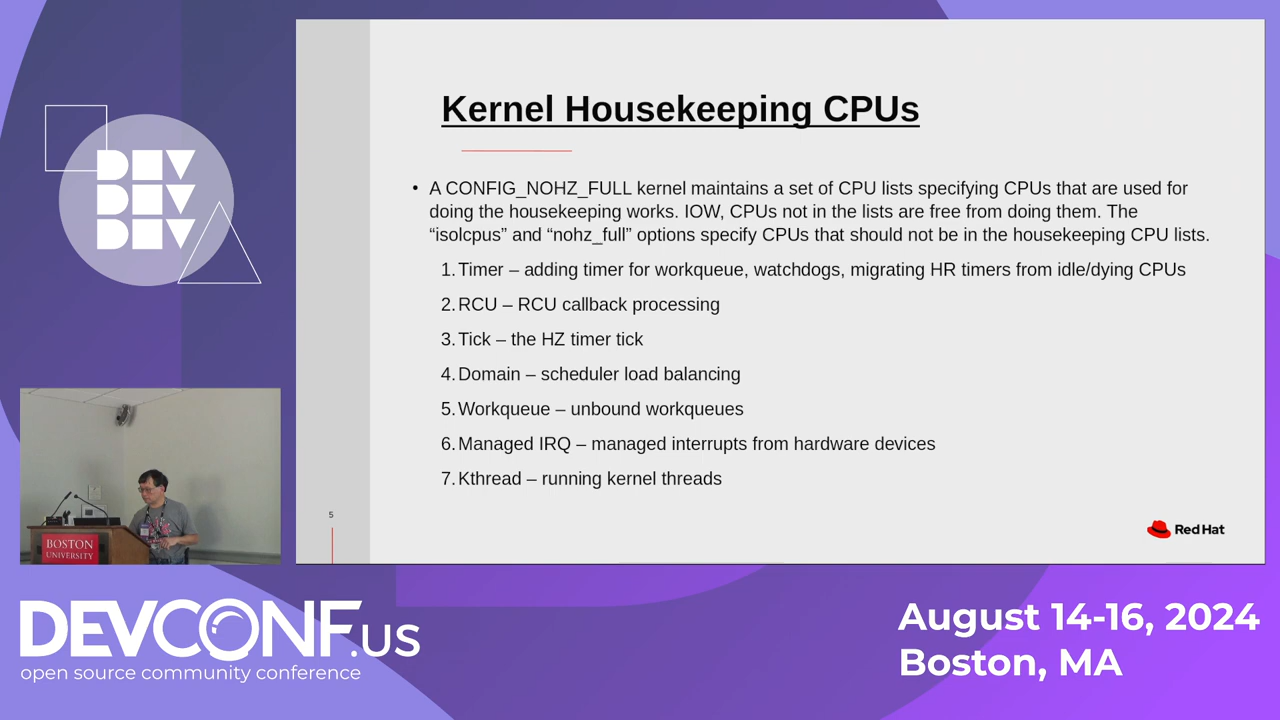 Kernel Housekeeping CPUs
• A CONFIG_NOHZ_FULL kernel maintains a set of CPU lists specifying CPUs that are used for
doing the housekeeping works. IOW, CPUs not in the lists are free from doing them. The
“isolcpus” and “nohz_full” options specify CPUs that should not be in the housekeeping CPU lists.
1. Timer – adding timer for workqueue, watchdogs, migrating HR timers from idle/dying CPUs
2. RCU – RCU callback processing
3. Tick – the HZ timer tick
4. Domain – scheduler load balancing
5. Workqueue – unbound workqueues
6. Managed IRQ – managed interrupts from hardware devices
7. Kthread – running kernel threads
5
Red Hat
DEV
DEV
DEV
BOSTON
UNIVERSITY
DEVCONF.US
open source community conference
August 14-16, 2024
Boston, MA